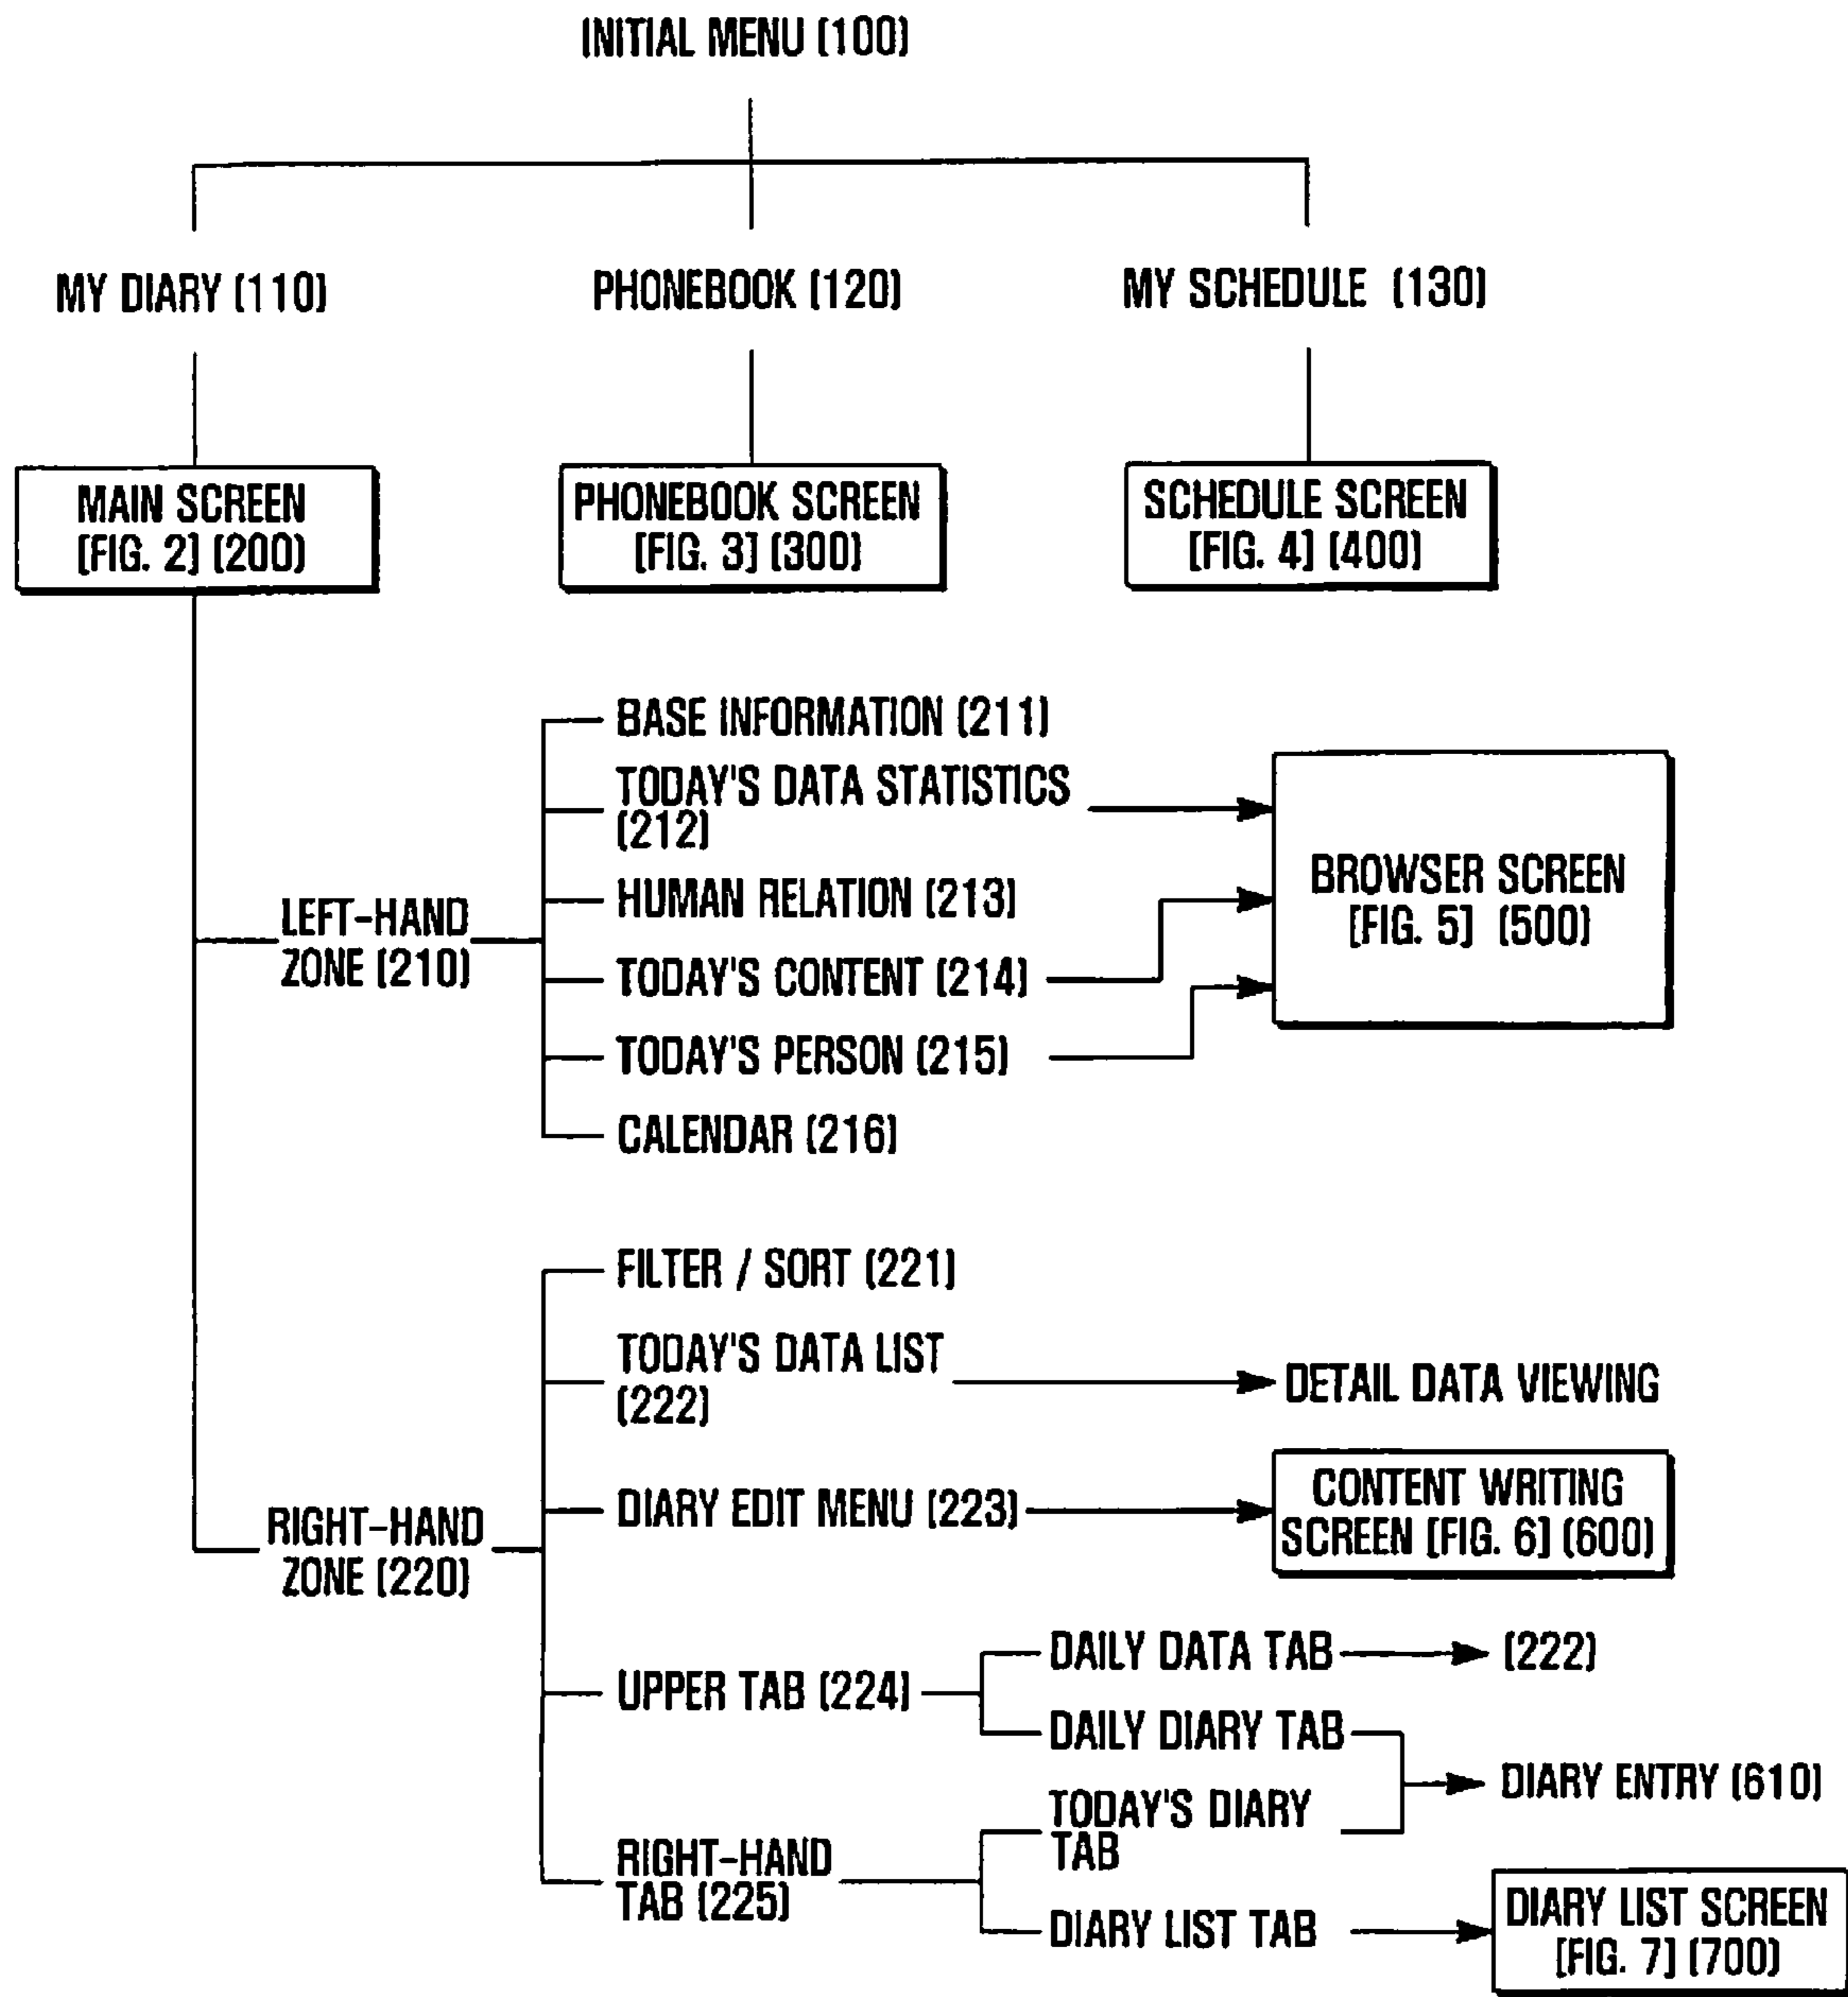 INITIAL MENU (100)
MY DIARY (110)
PHONEBOOK (120)
MY SCHEDULE (130)
MAIN SCREEN
[FIG. 2] (200)
PHONEBOOK SCREEN
[FIG. 3] (300)
SCHEDULE SCREEN
[FIG. 4] (400)
LEFT-HAND
ZONE (210)
BASE INFORMATION (211)
TODAY'S DATA STATISTICS
(212)
HUMAN RELATION (213)
TODAY'S CONTENT (214)
TODAY'S PERSON (215)
CALENDAR (216)
BROWSER SCREEN
[FIG. 5] (500)
RIGHT-HAND
ZONE (220)
FILTER / SORT (221)
TODAY'S DATA LIST
(222)
DETAIL DATA VIEWING
DIARY EDIT MENU (223)
CONTENT WRITING
SCREEN [FIG. 6] (600)
UPPER TAB (224)
DAILY DATA TAB
(222)
DAILY DIARY TAB
DIARY ENTRY (610)
RIGHT-HAND
TAB (225)
TODAY'S DIARY
TAB
DIARY LIST TAB
DIARY LIST SCREEN
[FIG. 7] (700)